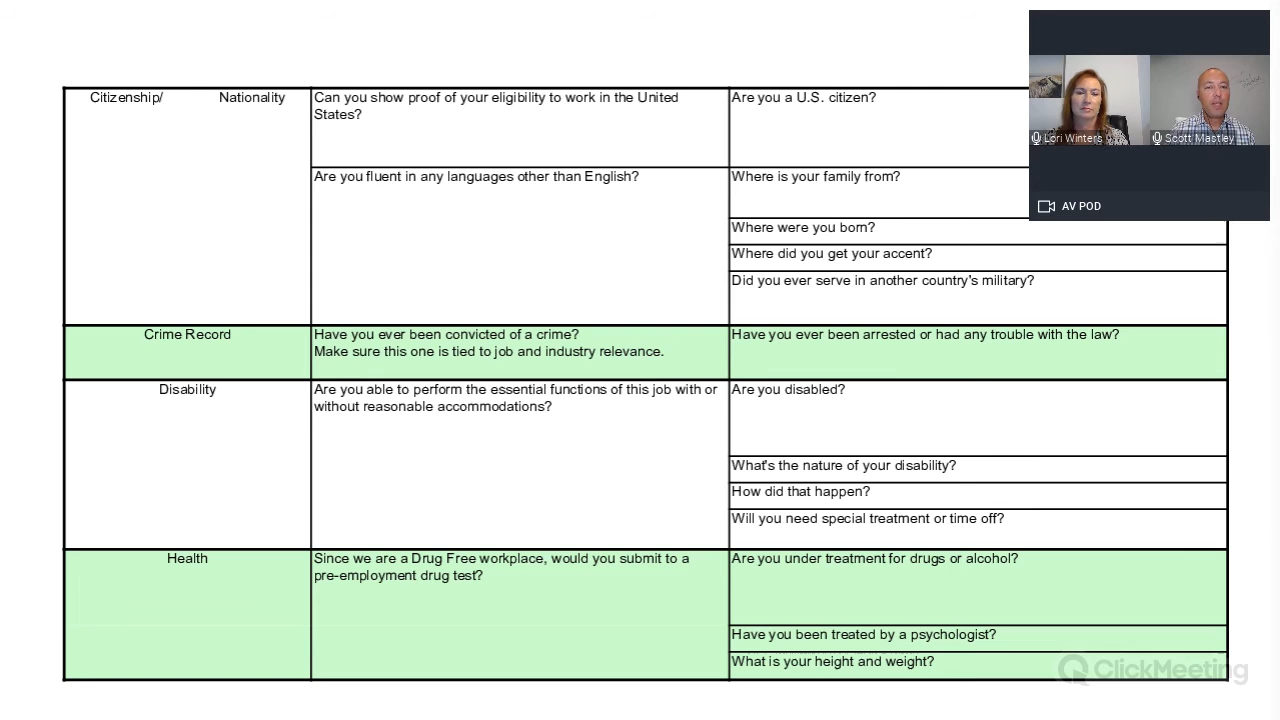 Citizenship/ Nationality
Can you show proof of your eligibility to work in the United
States?
Are you a U.S. citizen?
Are you fluent in any languages other than English?
Where is your family from?
Where were you born?
Where did you get your accent?
Did you ever serve in another country's military?
Crime Record
Have you ever been convicted of a crime?
Make sure this one is tied to job and industry relevance.
Have you ever been arrested or had any trouble with the law?
Disability
Are you able to perform the essential functions of this job with or
without reasonable accommodations?
Are you disabled?
What's the nature of your disability?
How did that happen?
Will you need special treatment or time off?
Health
Since we are a Drug Free workplace, would you submit to a
pre-employment drug test?
Are you under treatment for drugs or alcohol?
Have you been treated by a psychologist?
What is your height and weight?
Lori Winters
Scott Mastley
AV POD
ClickMeeting